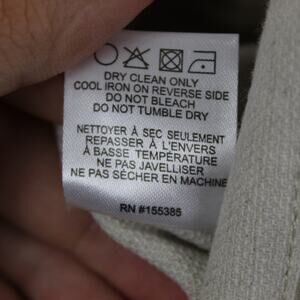 DRY CLEAN ONLY
COOL IRON ON REVERSE SIDE
DO NOT BLEACH
DO NOT TUMBLE DRY
NETTOYER À SEC SEULEMENT
REPASSER À L'ENVERS
À BASSE TEMPÉRATURE
NE PAS JAVELLISER
NE PAS SÉCHER EN MACHINE
RN #155385